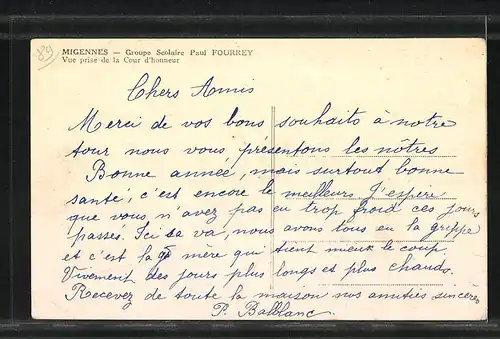 89
MIGENNES — Groupe Scolaire Paul FOURREY
Vue prise de la Cour d'honneur
Chers Amis
Merci de vos bons souhaits à notre
tour nous vous présentons les nôtres
Bonne année, mais surtout bonne
santé, c'est encore le meilleurs. J'espère
que vous n'avez pas eu trop froid ces jours
passés. Ici ça va, nous avons tous eu la grippe
et c'est la gd mère qui tient mieux le coup
Vivement des jours plus longs et plus chauds.
Recevez de toute la maison nos amitiés sincères
P. Balblanc